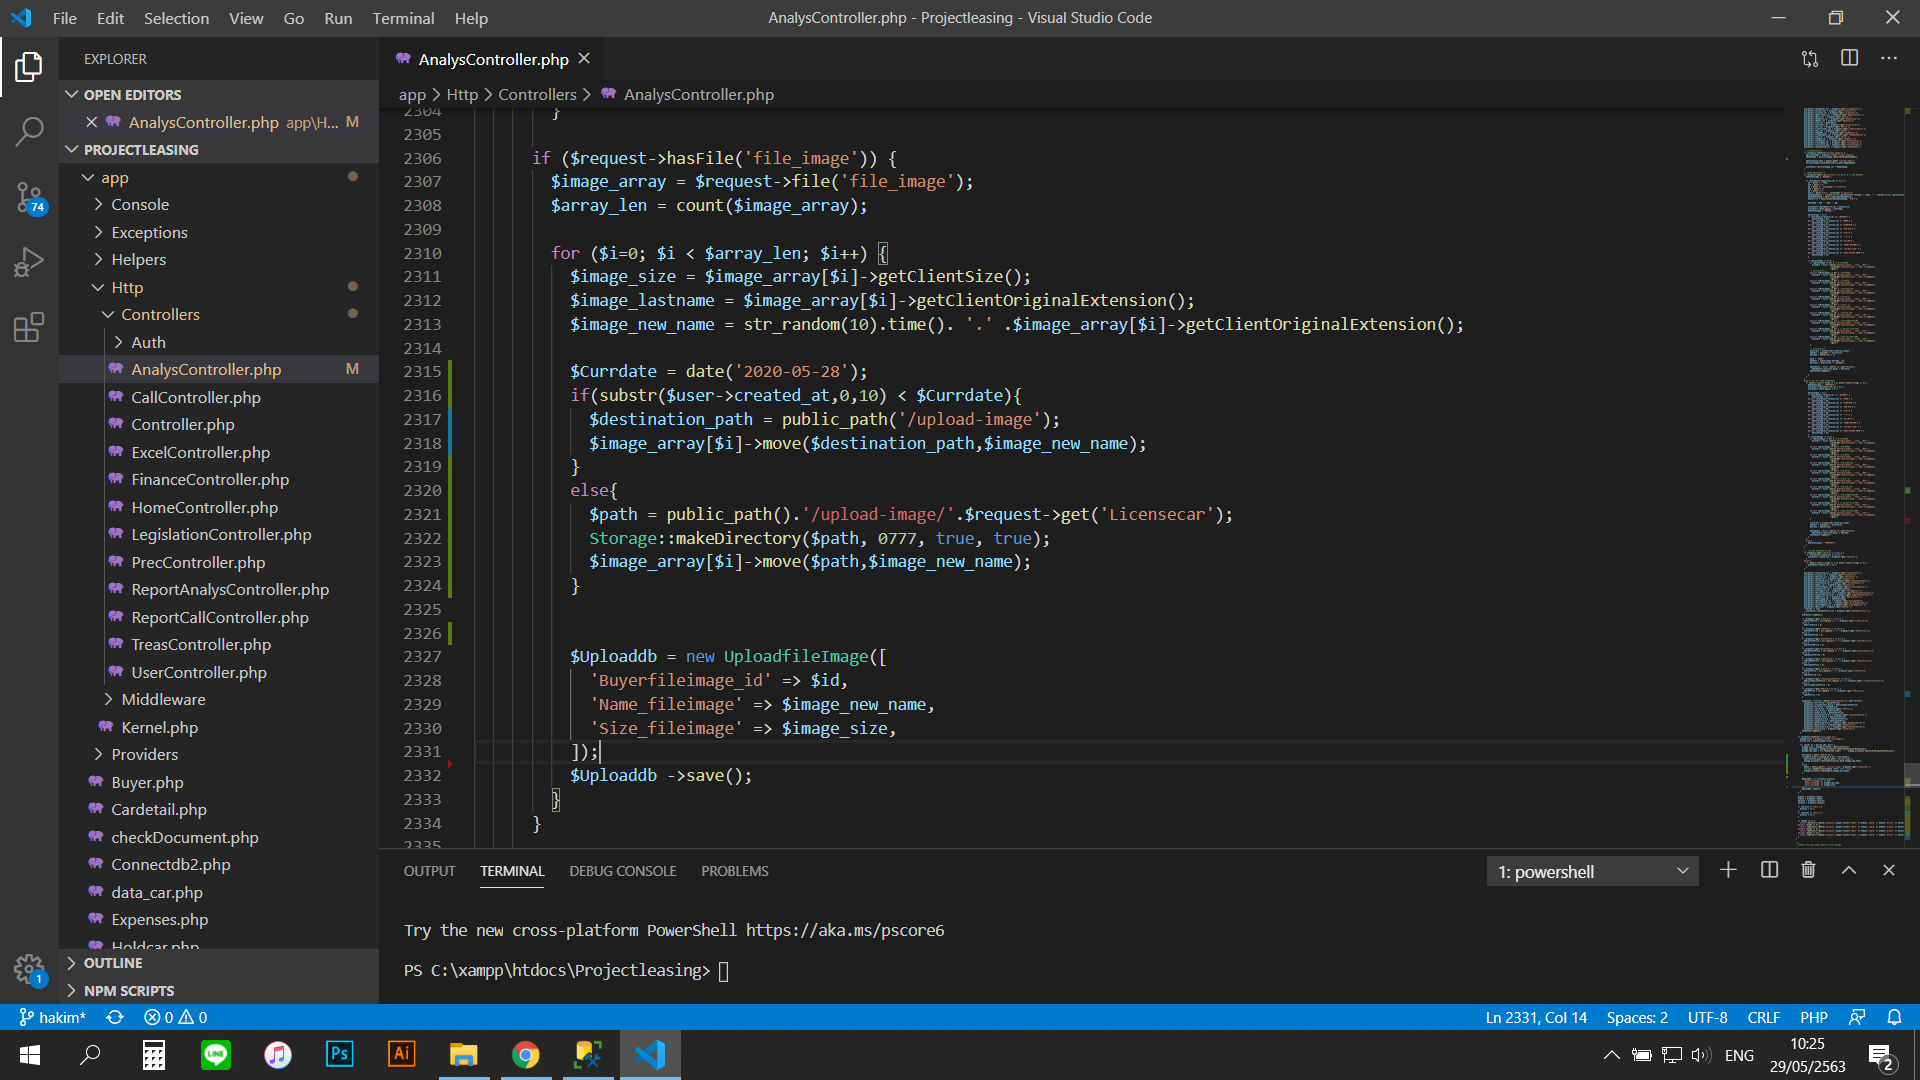 File Edit Selection View Go Run Terminal Help
AnalysController.php - Projectleasing - Visual Studio Code
EXPLORER
OPEN EDITORS
AnalysController.php app\H... M
PROJECTLEASING
app
Console
Exceptions
Helpers
Http
Controllers
Auth
AnalysController.php M
CallController.php
Controller.php
ExcelController.php
FinanceController.php
HomeController.php
LegislationController.php
PrecController.php
ReportAnalysController.php
ReportCallController.php
TreasController.php
UserController.php
Middleware
Kernel.php
Providers
Buyer.php
Cardetail.php
checkDocument.php
Connectdb2.php
data_car.php
Expenses.php
Holdcar.php
OUTLINE
NPM SCRIPTS
74
1
AnalysController.php
app > Http > Controllers > AnalysController.php
2304 }
2305
2306 if ($request->hasFile('file_image')) {
2307 $image_array = $request->file('file_image');
2308 $array_len = count($image_array);
2309
2310 for ($i=0; $i < $array_len; $i++) {
2311 $image_size = $image_array[$i]->getClientSize();
2312 $image_lastname = $image_array[$i]->getClientOriginalExtension();
2313 $image_new_name = str_random(10).time(). '.' .$image_array[$i]->getClientOriginalExtension();
2314
2315 $Currdate = date('2020-05-28');
2316 if(substr($user->created_at,0,10) < $Currdate){
2317 $destination_path = public_path('/upload-image');
2318 $image_array[$i]->move($destination_path,$image_new_name);
2319 }
2320 else{
2321 $path = public_path().'/upload-image/'.$request->get('Licensecar');
2322 Storage::makeDirectory($path, 0777, true, true);
2323 $image_array[$i]->move($path,$image_new_name);
2324 }
2325
2326
2327 $Uploaddb = new UploadfileImage([
2328 'Buyerfileimage_id' => $id,
2329 'Name_fileimage' => $image_new_name,
2330 'Size_fileimage' => $image_size,
2331 ]);
2332 $Uploaddb ->save();
2333 }
2334 }
2335
OUTPUT TERMINAL DEBUG CONSOLE PROBLEMS
1: powershell
Try the new cross-platform PowerShell https://aka.ms/pscore6
PS C:\xampp\htdocs\Projectleasing>
hakim* 0 0
Ln 2331, Col 14 Spaces: 2 UTF-8 CRLF PHP
LINE Ps Ai
ENG
10:25
29/05/2563
2